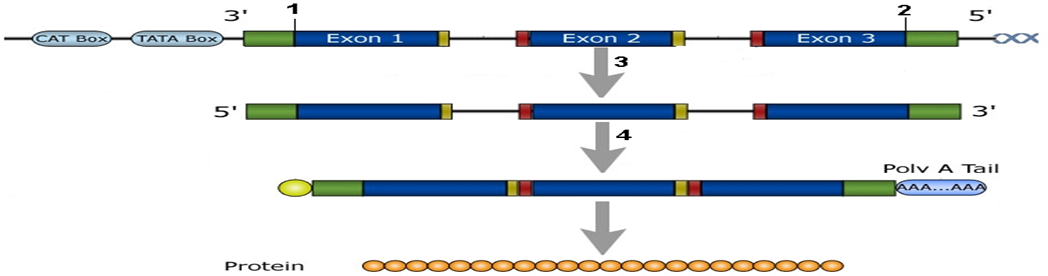 3' 1 2 5'
CAT Box TATA Box Exon 1 Exon 2 Exon 3
3
5' 3'
4
Polv A Tail
AAA...AAA
Protein